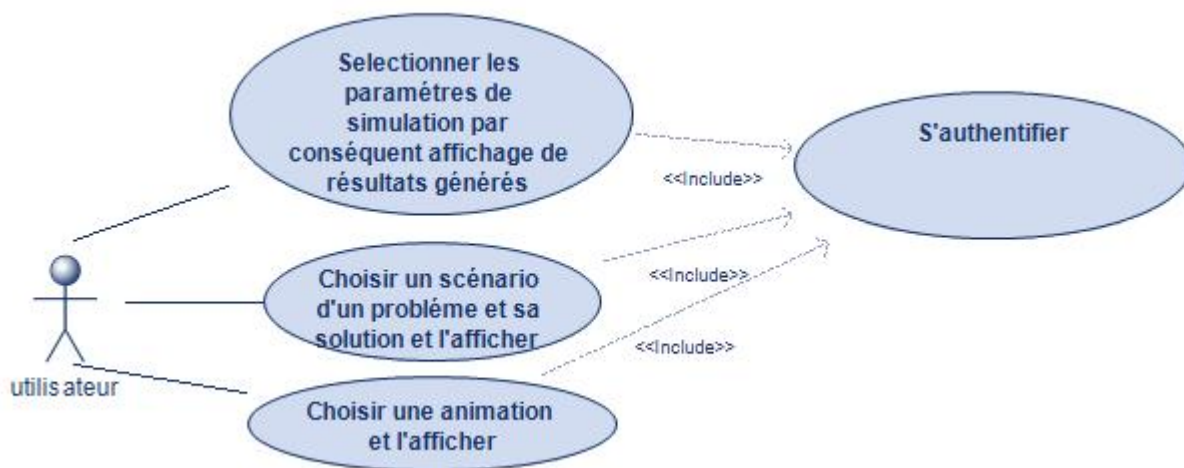 Selectionner les
paramétres de
simulation par
conséquent affichage de
résultats générés
S'authentifier
<<Include>>
Choisir un scénario
d'un probléme et sa
solution et l'afficher
<<Include>>
<<Include>>
utilisateur
Choisir une animation
et l'afficher